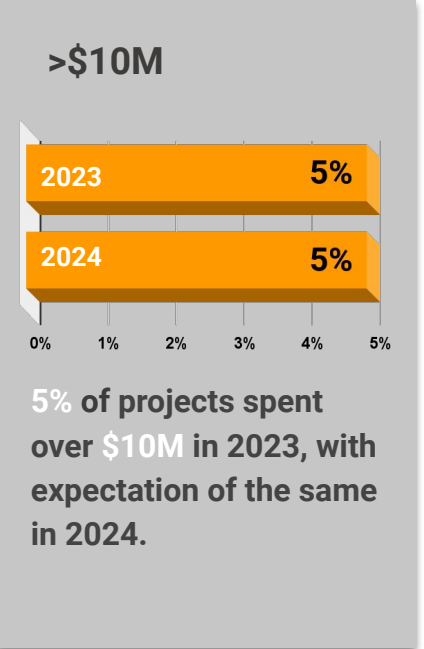 >$10M
2023 5%
2024 5%
0% 1% 2% 3% 4% 5%
5% of projects spent
over $10M in 2023, with
expectation of the same
in 2024.